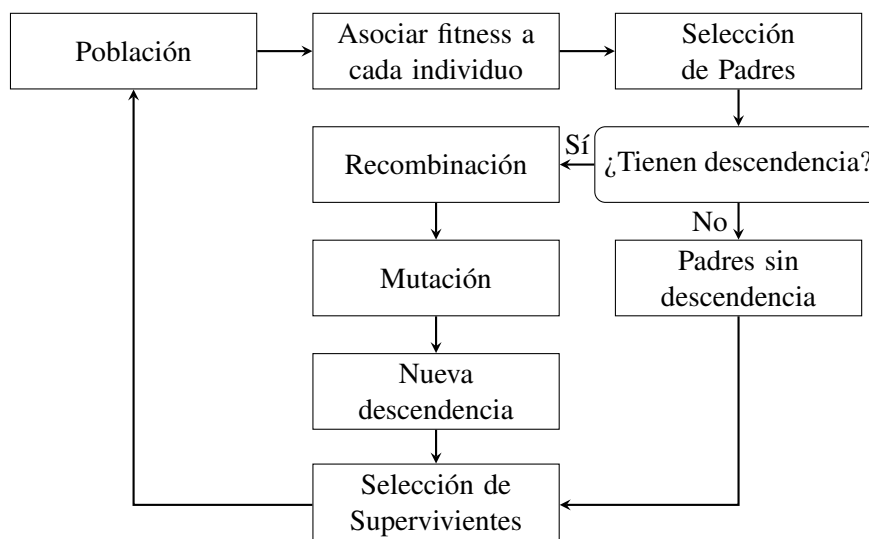 Población
Asociar fitness a
cada individuo
Selección
de Padres
¿Tienen descendencia?
Sí
Recombinación
No
Padres sin
descendencia
Mutación
Nueva
descendencia
Selección de
Supervivientes